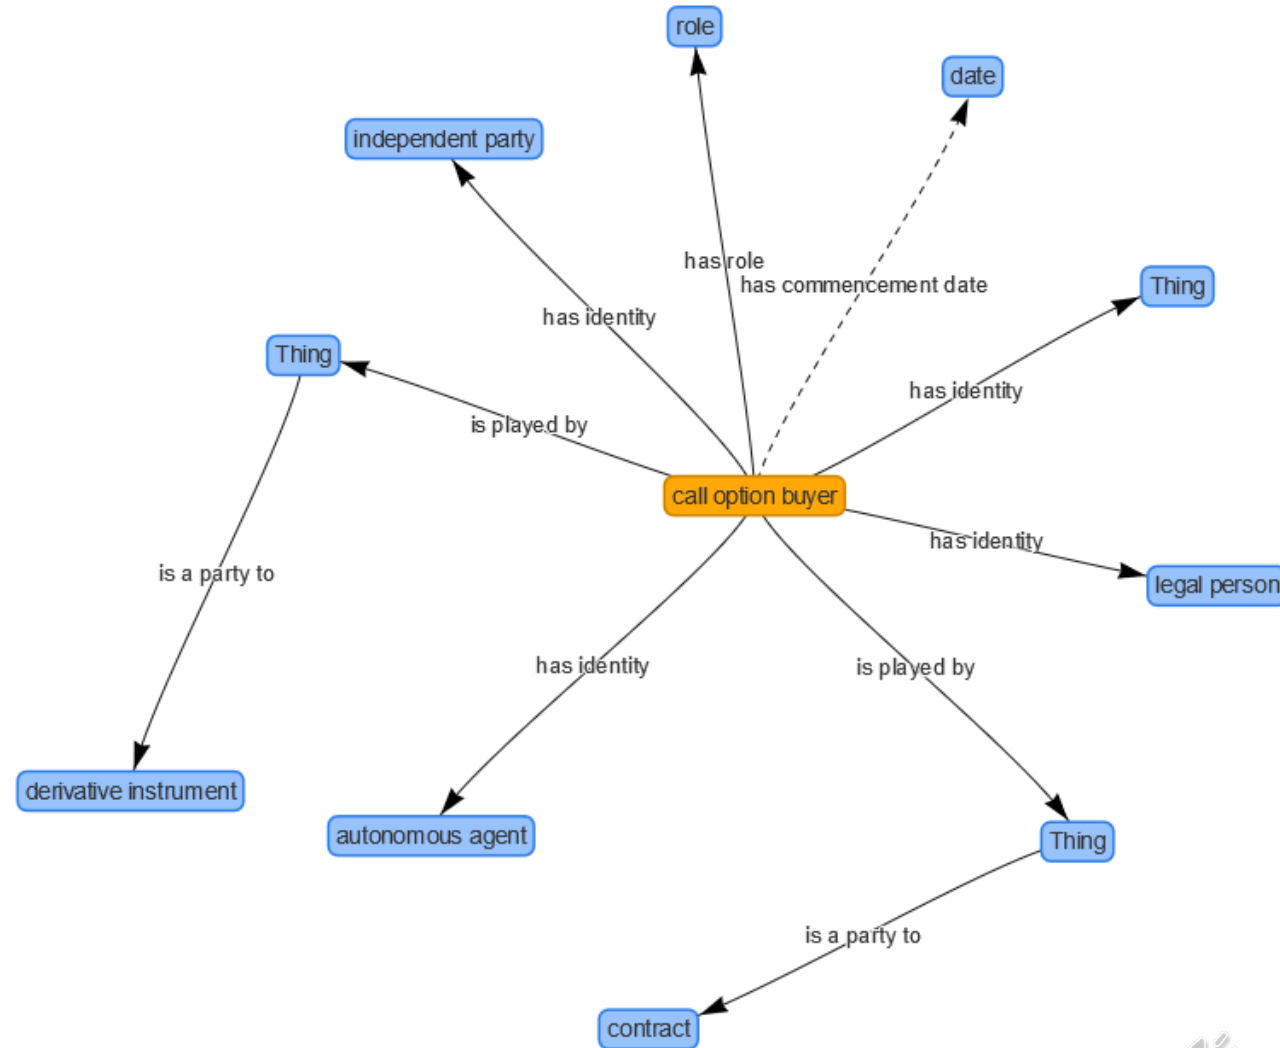 role
date
independent party
has role
has commencement date
Thing
has identity
Thing
has identity
is played by
call option buyer
has identity
legal person
is a party to
has identity
is played by
derivative instrument
autonomous agent
Thing
is a party to
contract